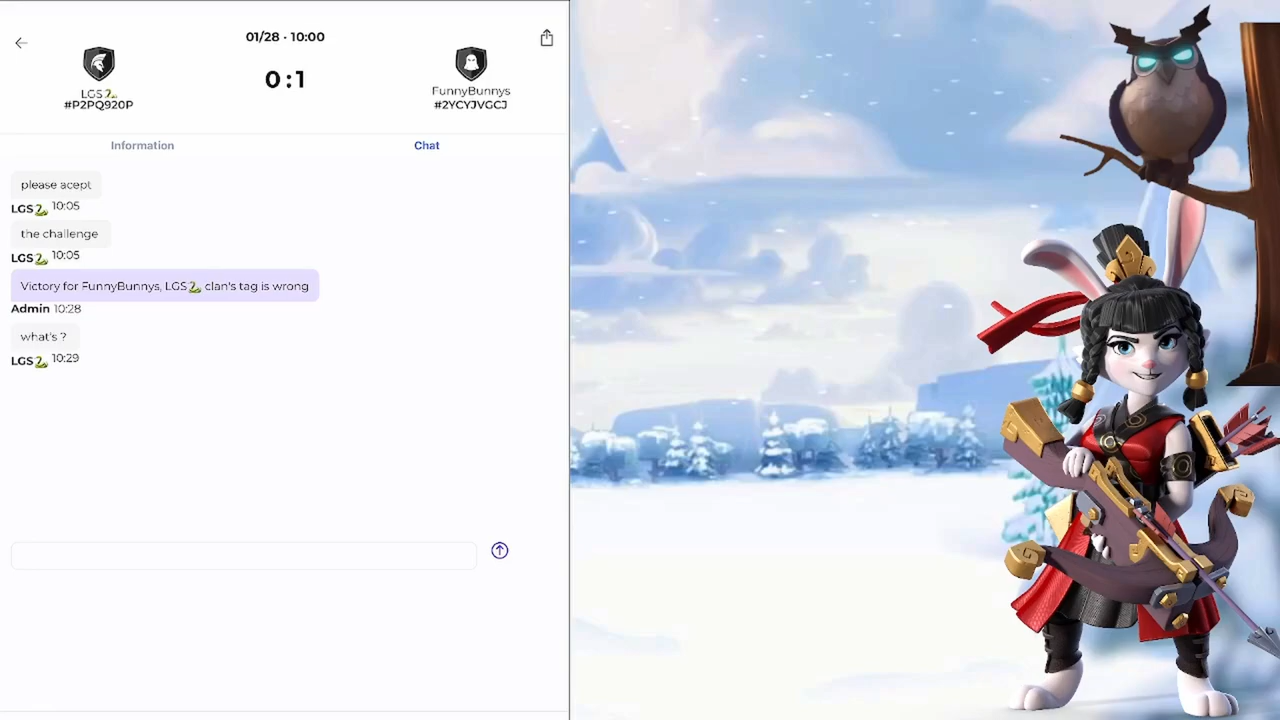 01/28 · 10:00
0 : 1
LGS🐍
#P2PQ920P
FunnyBunnys
#2YCYJVGCJ
Information
Chat
please acept
LGS🐍 10:05
the challenge
LGS🐍 10:05
Victory for FunnyBunnys, LGS🐍 clan's tag is wrong
Admin 10:28
what's ?
LGS🐍 10:29